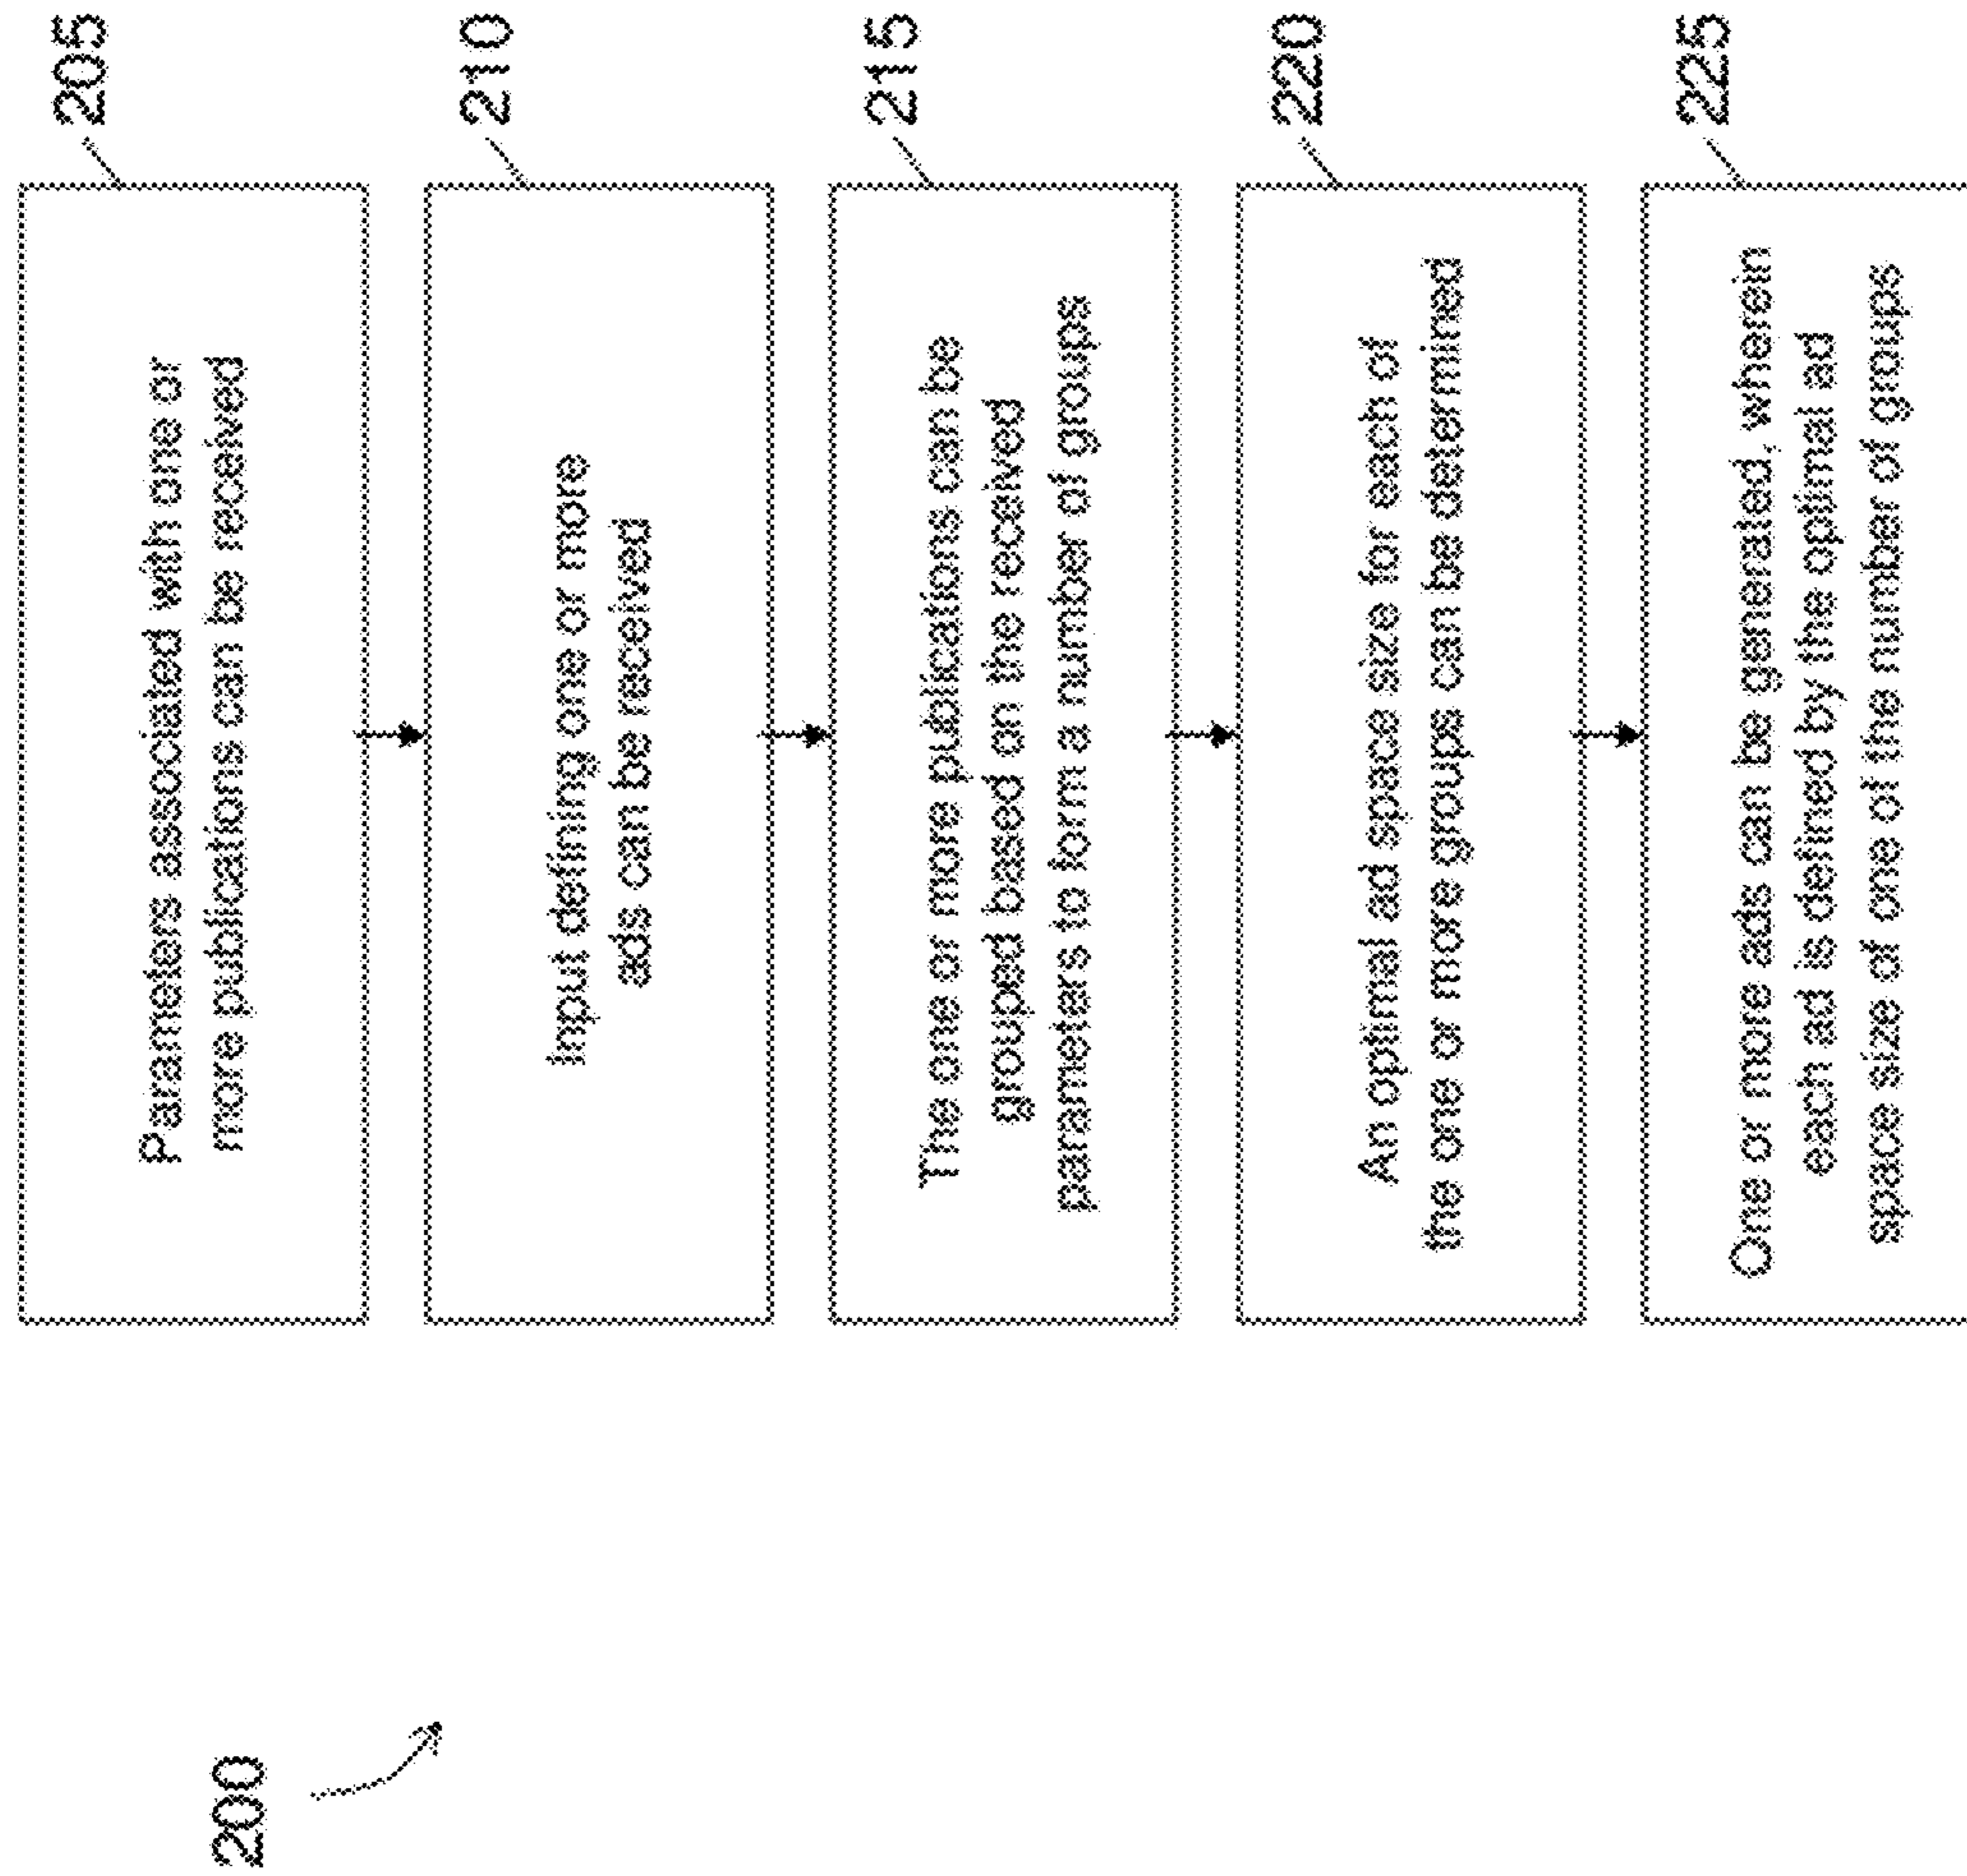 200
205
Parameters associated with one or
more publications can be received
210
Input defining one or more
ads can be received
215
The one or more publications can be
grouped based on the received
parameters to form a number of groups
220
An optimal ad space size for each of
the one or more groups can be determined
225
One or more ads can be generated, wherein
each ad is defined by the optimal ad
space size of one of the number of groups